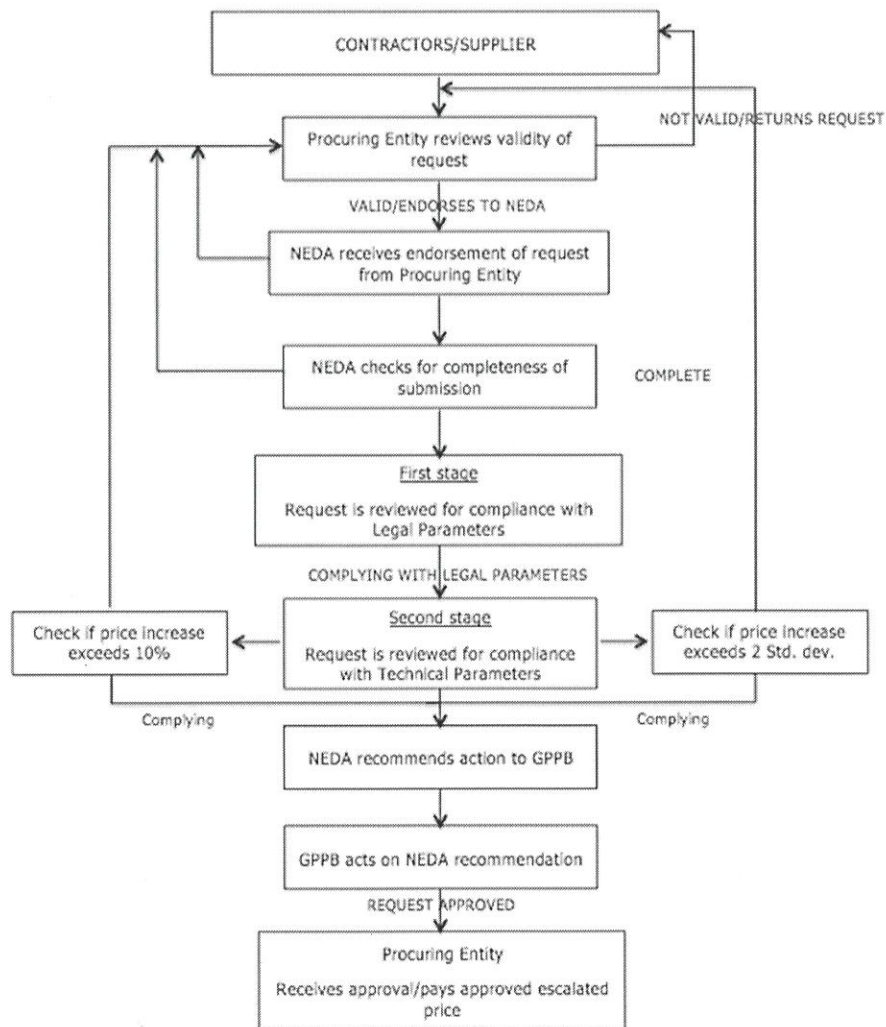 CONTRACTORS/SUPPLIER
NOT VALID/RETURNS REQUEST
Procuring Entity reviews validity of
request
VALID/ENDORSES TO NEDA
NEDA receives endorsement of request
from Procuring Entity
NEDA checks for completeness of
submission
COMPLETE
First stage
Request is reviewed for compliance with
Legal Parameters
COMPLYING WITH LEGAL PARAMETERS
Check if price increase
exceeds 10%
Second stage
Request is reviewed for compliance
with Technical Parameters
Check if price increase
exceeds 2 Std. dev.
Complying
Complying
NEDA recommends action to GPPB
GPPB acts on NEDA recommendation
REQUEST APPROVED
Procuring Entity
Receives approval/pays approved escalated
price